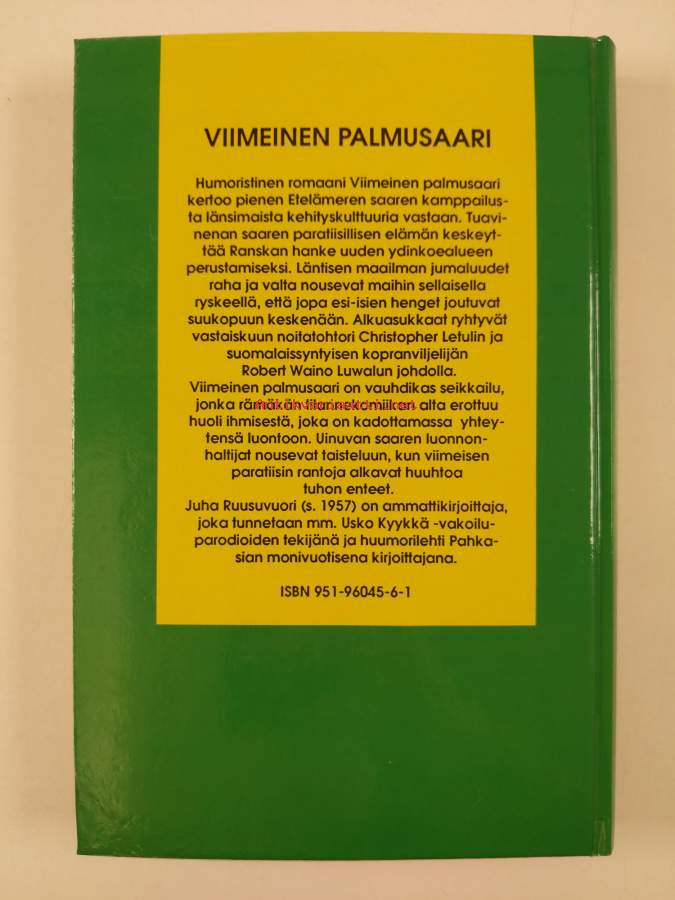 VIIMEINEN PALMUSAARI
Humoristinen romaani Viimeinen palmusaari
kertoo pienen Etelämeren saaren kamppailus-
ta länsimaista kehityskulttuuria vastaan. Tuavi-
nenan saaren paratiisillisen elämän keskeyt-
tää Ranskan hanke uuden ydinkoealueen
perustamiseksi. Läntisen maailman jumaluudet
raha ja valta nousevat maihin sellaisella
ryskeellä, että jopa esi-isien henget joutuvat
suukopuun keskenään. Alkuasukkaat ryhtyvät
vastaiskuun noitatohtori Christopher Letulin ja
suomalaissyntyisen kopranviljelijän
Robert Waino Luwalun johdolla.
Viimeinen palmusaari on vauhdikas seikkailu,
jonka rämäkän alta erottuu
huoli ihmisestä, joka on kadottamassa yhtey-
tensä luontoon. Uinuvan saaren luonnon-
haltijat nousevat taisteluun, kun viimeisen
paratiisin rantoja alkavat huuhtoa
tuhon enteet.
Juha Ruusuvuori (s. 1957) on ammattikirjoittaja,
joka tunnetaan mm. Usko Kyykkä -vakoilu-
parodioiden tekijänä ja huumorilehti Pahka-
sian monivuotisena kirjoittajana.
ISBN 951-96045-6-1